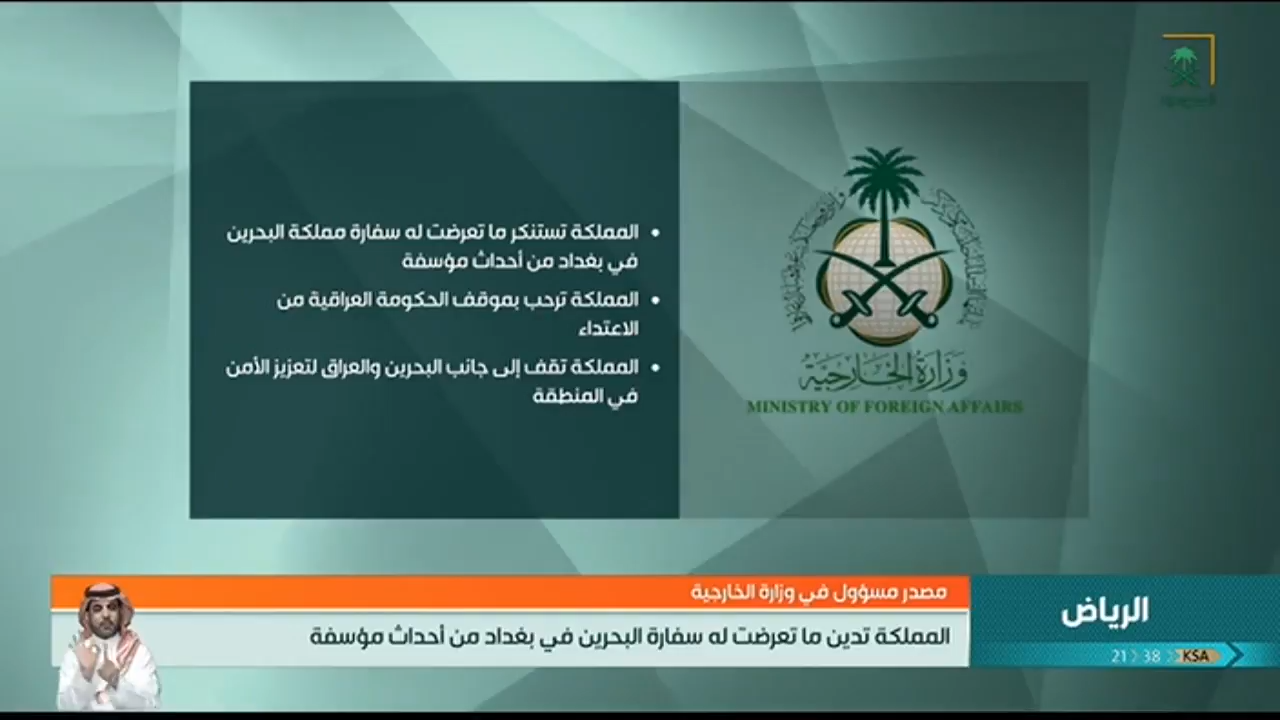 السعودية
المملكة تستنكر ما تعرضت له سفارة مملكة البحرين
في بغداد من أحداث مؤسفة
المملكة ترحب بموقف الحكومة العراقية من
الاعتداء
المملكة تقف إلى جانب البحرين والعراق لتعزيز الأمن
في المنطقة
وزارة الخارجية
MINISTRY OF FOREIGN AFFAIRS
مصدر مسؤول في وزارة الخارجية
المملكة تدين ما تعرضت له سفارة البحرين في بغداد من أحداث مؤسفة
الرياض
21 38 KSA